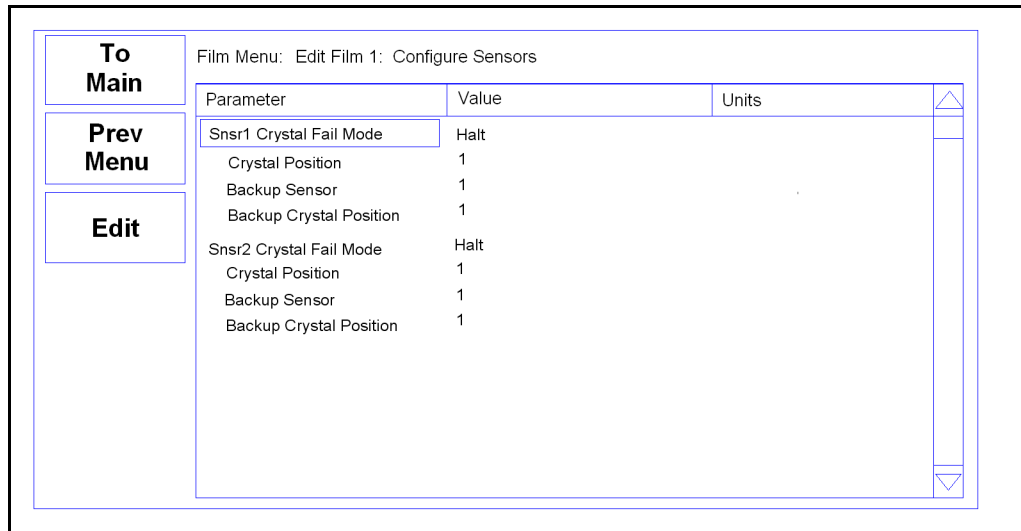 To
Main
Prev
Menu
Edit
Film Menu: Edit Film 1: Configure Sensors
Parameter Value Units
Snsr1 Crystal Fail Mode Halt
Crystal Position 1
Backup Sensor 1
Backup Crystal Position 1
Snsr2 Crystal Fail Mode Halt
Crystal Position 1
Backup Sensor 1
Backup Crystal Position 1